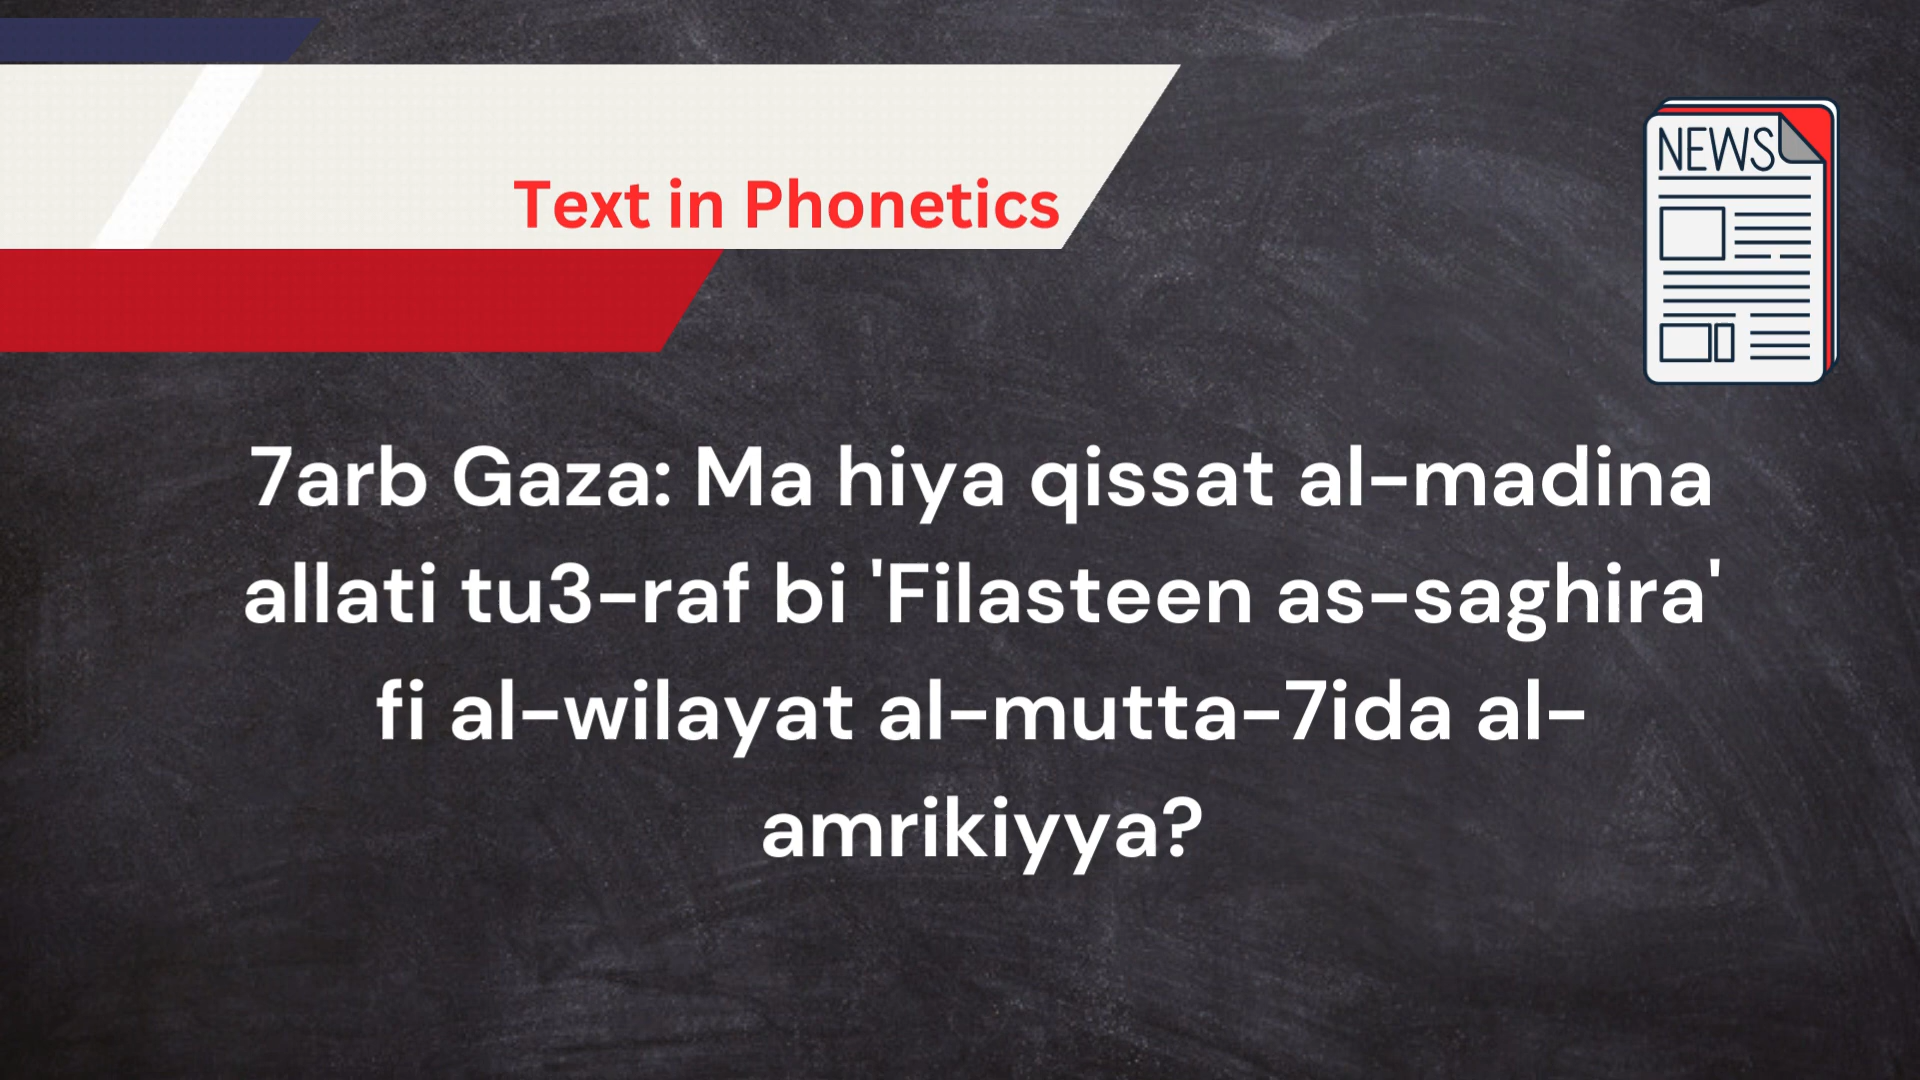 NEWS
Text in Phonetics
7arb Gaza: Ma hiya qissat al-madina
allati tu3-raf bi 'Filasteen as-saghira'
fi al-wilayat al-mutta-7ida al-
amrikiyya?